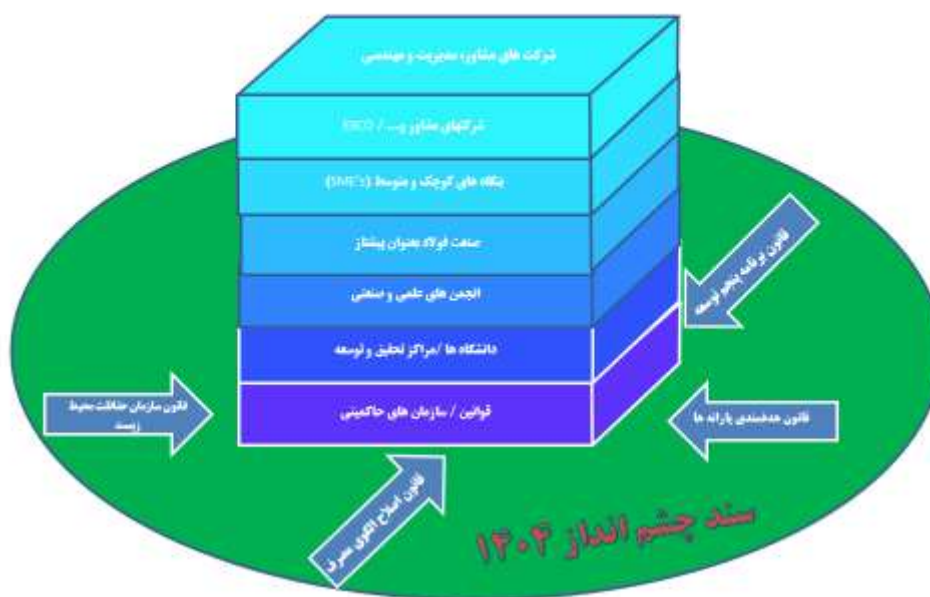 شرکت های مشاوره مدیریت و مهندسی
شرکتهای مشاور و.... / ESCO
بنگاه های کوچک و متوسط (SME's)
صنعت فولاد بعنوان پیشتاز
انجمن های علمی و صنعتی
دانشگاه ها /مراکز تحقیق و توسعه
قوانین / سازمان های حاکمیتی
قانون برنامه پنجم توسعه
قانون هدفمندی یارانه ها
قانون سازمان حفاظت محیط
زیست
قانون اصلاح الگوی مصرف
سند چشم انداز ۱۴۰۴